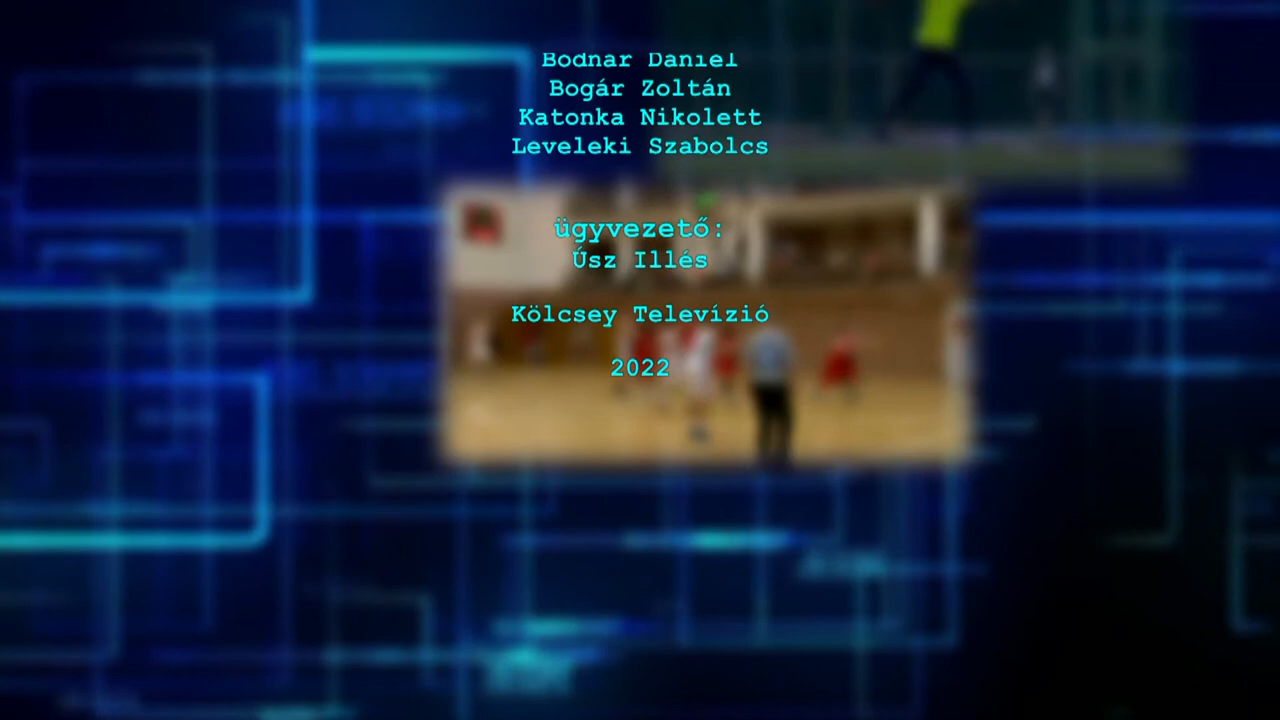 Bodnár Dániel
Bogár Zoltán
Katonka Nikolett
Leveleki Szabolcs
ügyvezető:
Úsz Illés
Kölcsey Televízió
2022